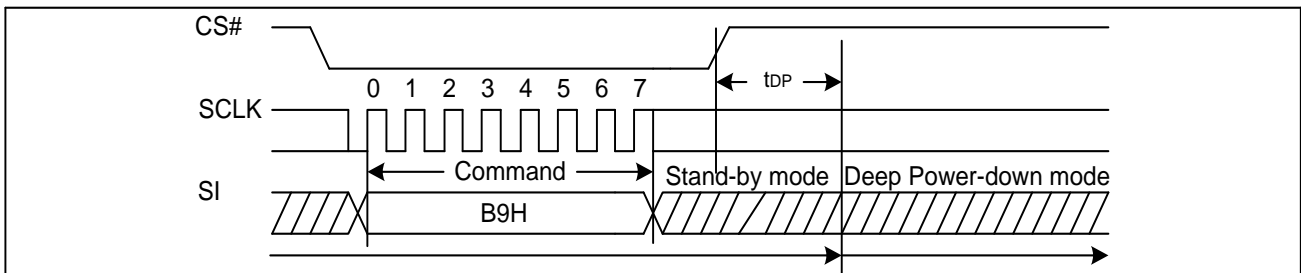 CS#
tDP
0 1 2 3 4 5 6 7
SCLK
Command
Stand-by mode Deep Power-down mode
SI
B9H